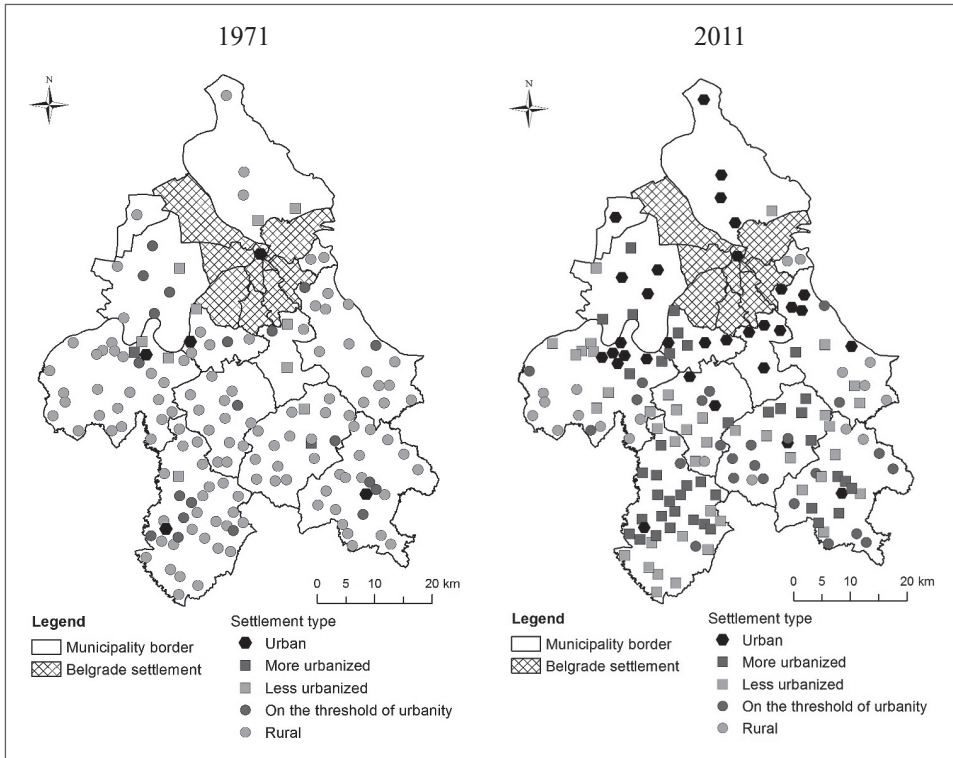 1971
N
0 5 10 20 km
Legend
Municipality border
Belgrade settlement
Settlement type
Urban
More urbanized
Less urbanized
On the threshold of urbanity
Rural
2011
N
0 5 10 20 km
Legend
Municipality border
Belgrade settlement
Settlement type
Urban
More urbanized
Less urbanized
On the threshold of urbanity
Rural